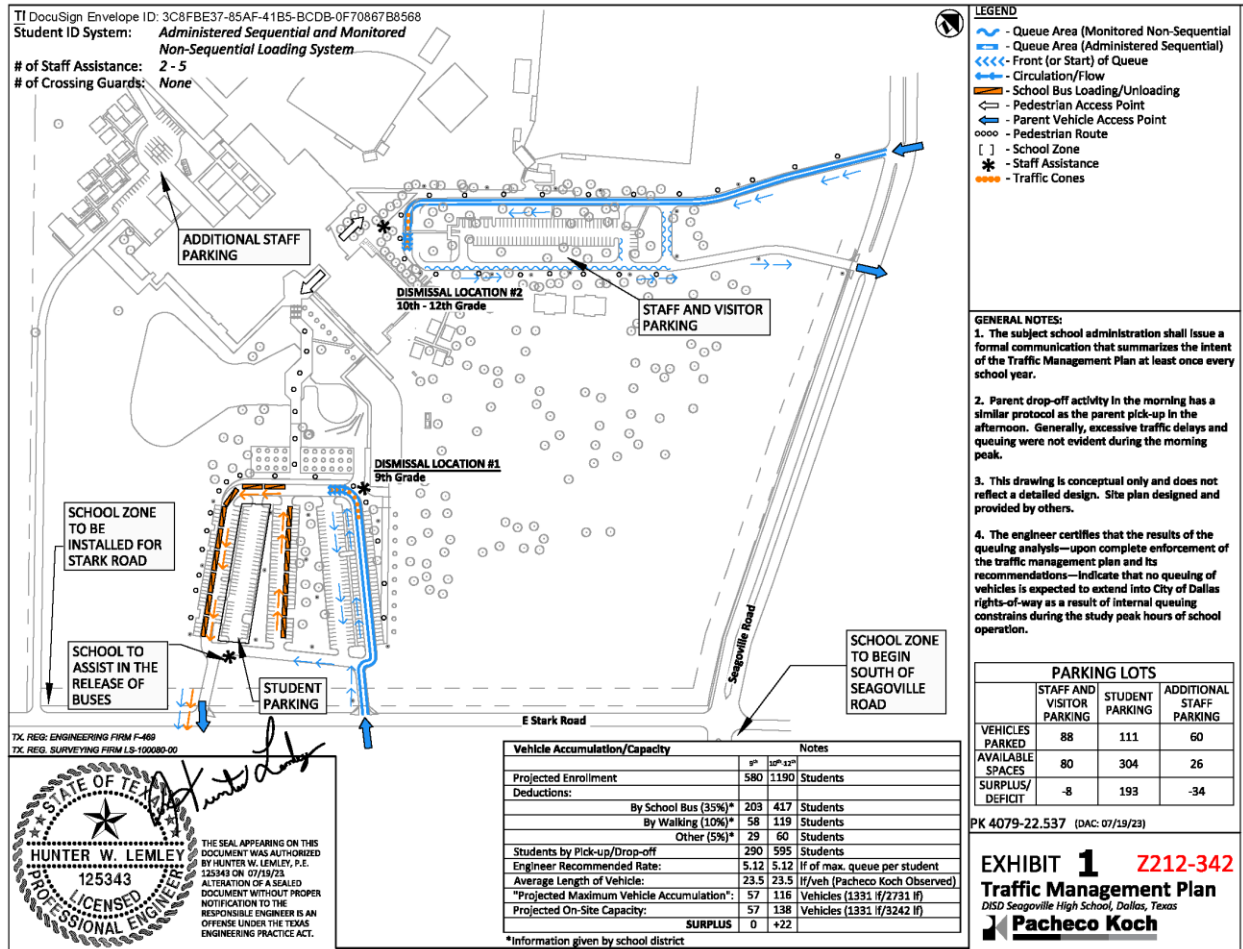 TI DocuSign Envelope ID: 3C8FBE37-85AF-41B5-BCDB-0F70867B8568
Student ID System: Administered Sequential and Monitored
Non-Sequential Loading System
# of Staff Assistance: 2 - 5
# of Crossing Guards: None
ADDITIONAL STAFF
PARKING
DISMISSAL LOCATION #2
10th - 12th Grade
STAFF AND VISITOR
PARKING
DISMISSAL LOCATION #1
9th Grade
SCHOOL ZONE
TO BE
INSTALLED FOR
STARK ROAD
SCHOOL TO
ASSIST IN THE
RELEASE OF
BUSES
STUDENT
PARKING
Seagoville Road
SCHOOL ZONE
TO BEGIN
SOUTH OF
SEAGOVILLE
ROAD
E Stark Road
TX. REG: ENGINEERING FIRM F-469
TX. REG. SURVEYING FIRM LS-100080-00
STATE OF TEXAS
HUNTER W. LEMLEY
125343
LICENSED
PROFESSIONAL ENGINEER
Hunter Lemley
THE SEAL APPEARING ON THIS
DOCUMENT WAS AUTHORIZED
BY HUNTER W. LEMLEY, P.E.
125343 ON 07/19/23
ALTERATION OF A SEALED
DOCUMENT WITHOUT PROPER
NOTIFICATION TO THE
RESPONSIBLE ENGINEER IS AN
OFFENSE UNDER THE TEXAS
ENGINEERING PRACTICE ACT.
Vehicle Accumulation/Capacity Notes
9th 10th-12th
Projected Enrollment 580 1190 Students
Deductions:
By School Bus (35%)* 203 417 Students
By Walking (10%)* 58 119 Students
Other (5%)* 29 60 Students
Students by Pick-up/Drop-off 290 595 Students
Engineer Recommended Rate: 5.12 5.12 lf of max. queue per student
Average Length of Vehicle: 23.5 23.5 lf/veh (Pacheco Koch Observed)
"Projected Maximum Vehicle Accumulation": 57 116 Vehicles (1331 lf/2731 lf)
Projected On-Site Capacity: 57 138 Vehicles (1331 lf/3242 lf)
SURPLUS 0 +22
*Information given by school district
LEGEND
- Queue Area (Monitored Non-Sequential
- Queue Area (Administered Sequential)
- Front (or Start) of Queue
- Circulation/Flow
- School Bus Loading/Unloading
- Pedestrian Access Point
- Parent Vehicle Access Point
- Pedestrian Route
[ ] - School Zone
* - Staff Assistance
- Traffic Cones
GENERAL NOTES:
1. The subject school administration shall issue a
formal communication that summarizes the intent
of the Traffic Management Plan at least once every
school year.
2. Parent drop-off activity in the morning has a
similar protocol as the parent pick-up in the
afternoon. Generally, excessive traffic delays and
queuing were not evident during the morning
peak.
3. This drawing is conceptual only and does not
reflect a detailed design. Site plan designed and
provided by others.
4. The engineer certifies that the results of the
queuing analysis—upon complete enforcement of
the traffic management plan and its
recommendations—indicate that no queuing of
vehicles is expected to extend into City of Dallas
rights-of-way as a result of internal queuing
constrains during the study peak hours of school
operation.
PARKING LOTS
STAFF AND VISITOR PARKING STUDENT PARKING ADDITIONAL STAFF PARKING
VEHICLES PARKED 88 111 60
AVAILABLE SPACES 80 304 26
SURPLUS/ DEFICIT -8 193 -34
PK 4079-22.537 (DAC: 07/19/23)
EXHIBIT 1 Z212-342
Traffic Management Plan
DISD Seagoville High School, Dallas, Texas
Pacheco Koch